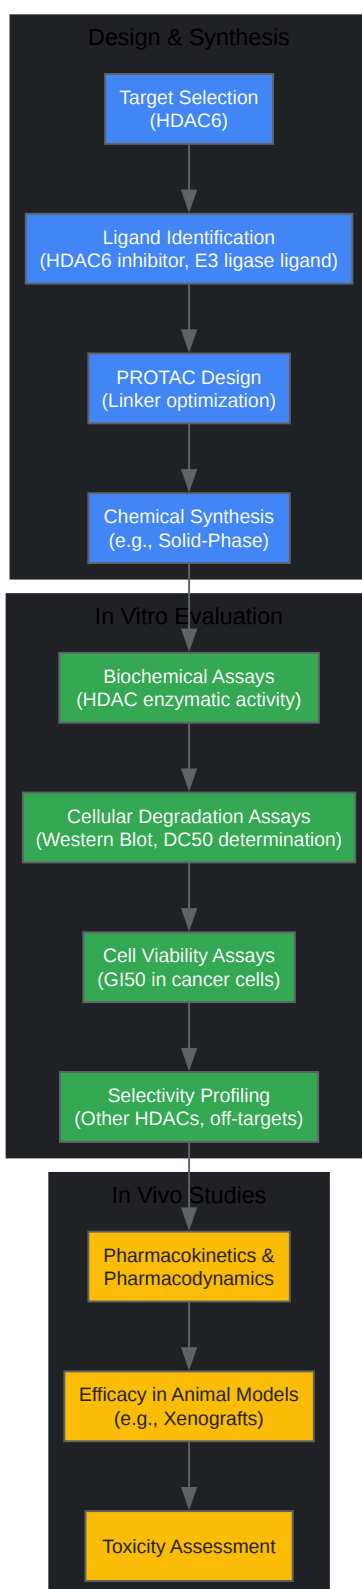 Design & Synthesis
Target Selection
(HDAC6)
Ligand Identification
(HDAC6 inhibitor, E3 ligase ligand)
PROTAC Design
(Linker optimization)
Chemical Synthesis
(e.g., Solid-Phase)
In Vitro Evaluation
Biochemical Assays
(HDAC enzymatic activity)
Cellular Degradation Assays
(Western Blot, DC50 determination)
Cell Viability Assays
(GI50 in cancer cells)
Selectivity Profiling
(Other HDACs, off-targets)
In Vivo Studies
Pharmacokinetics &
Pharmacodynamics
Efficacy in Animal Models
(e.g., Xenografts)
Toxicity Assessment